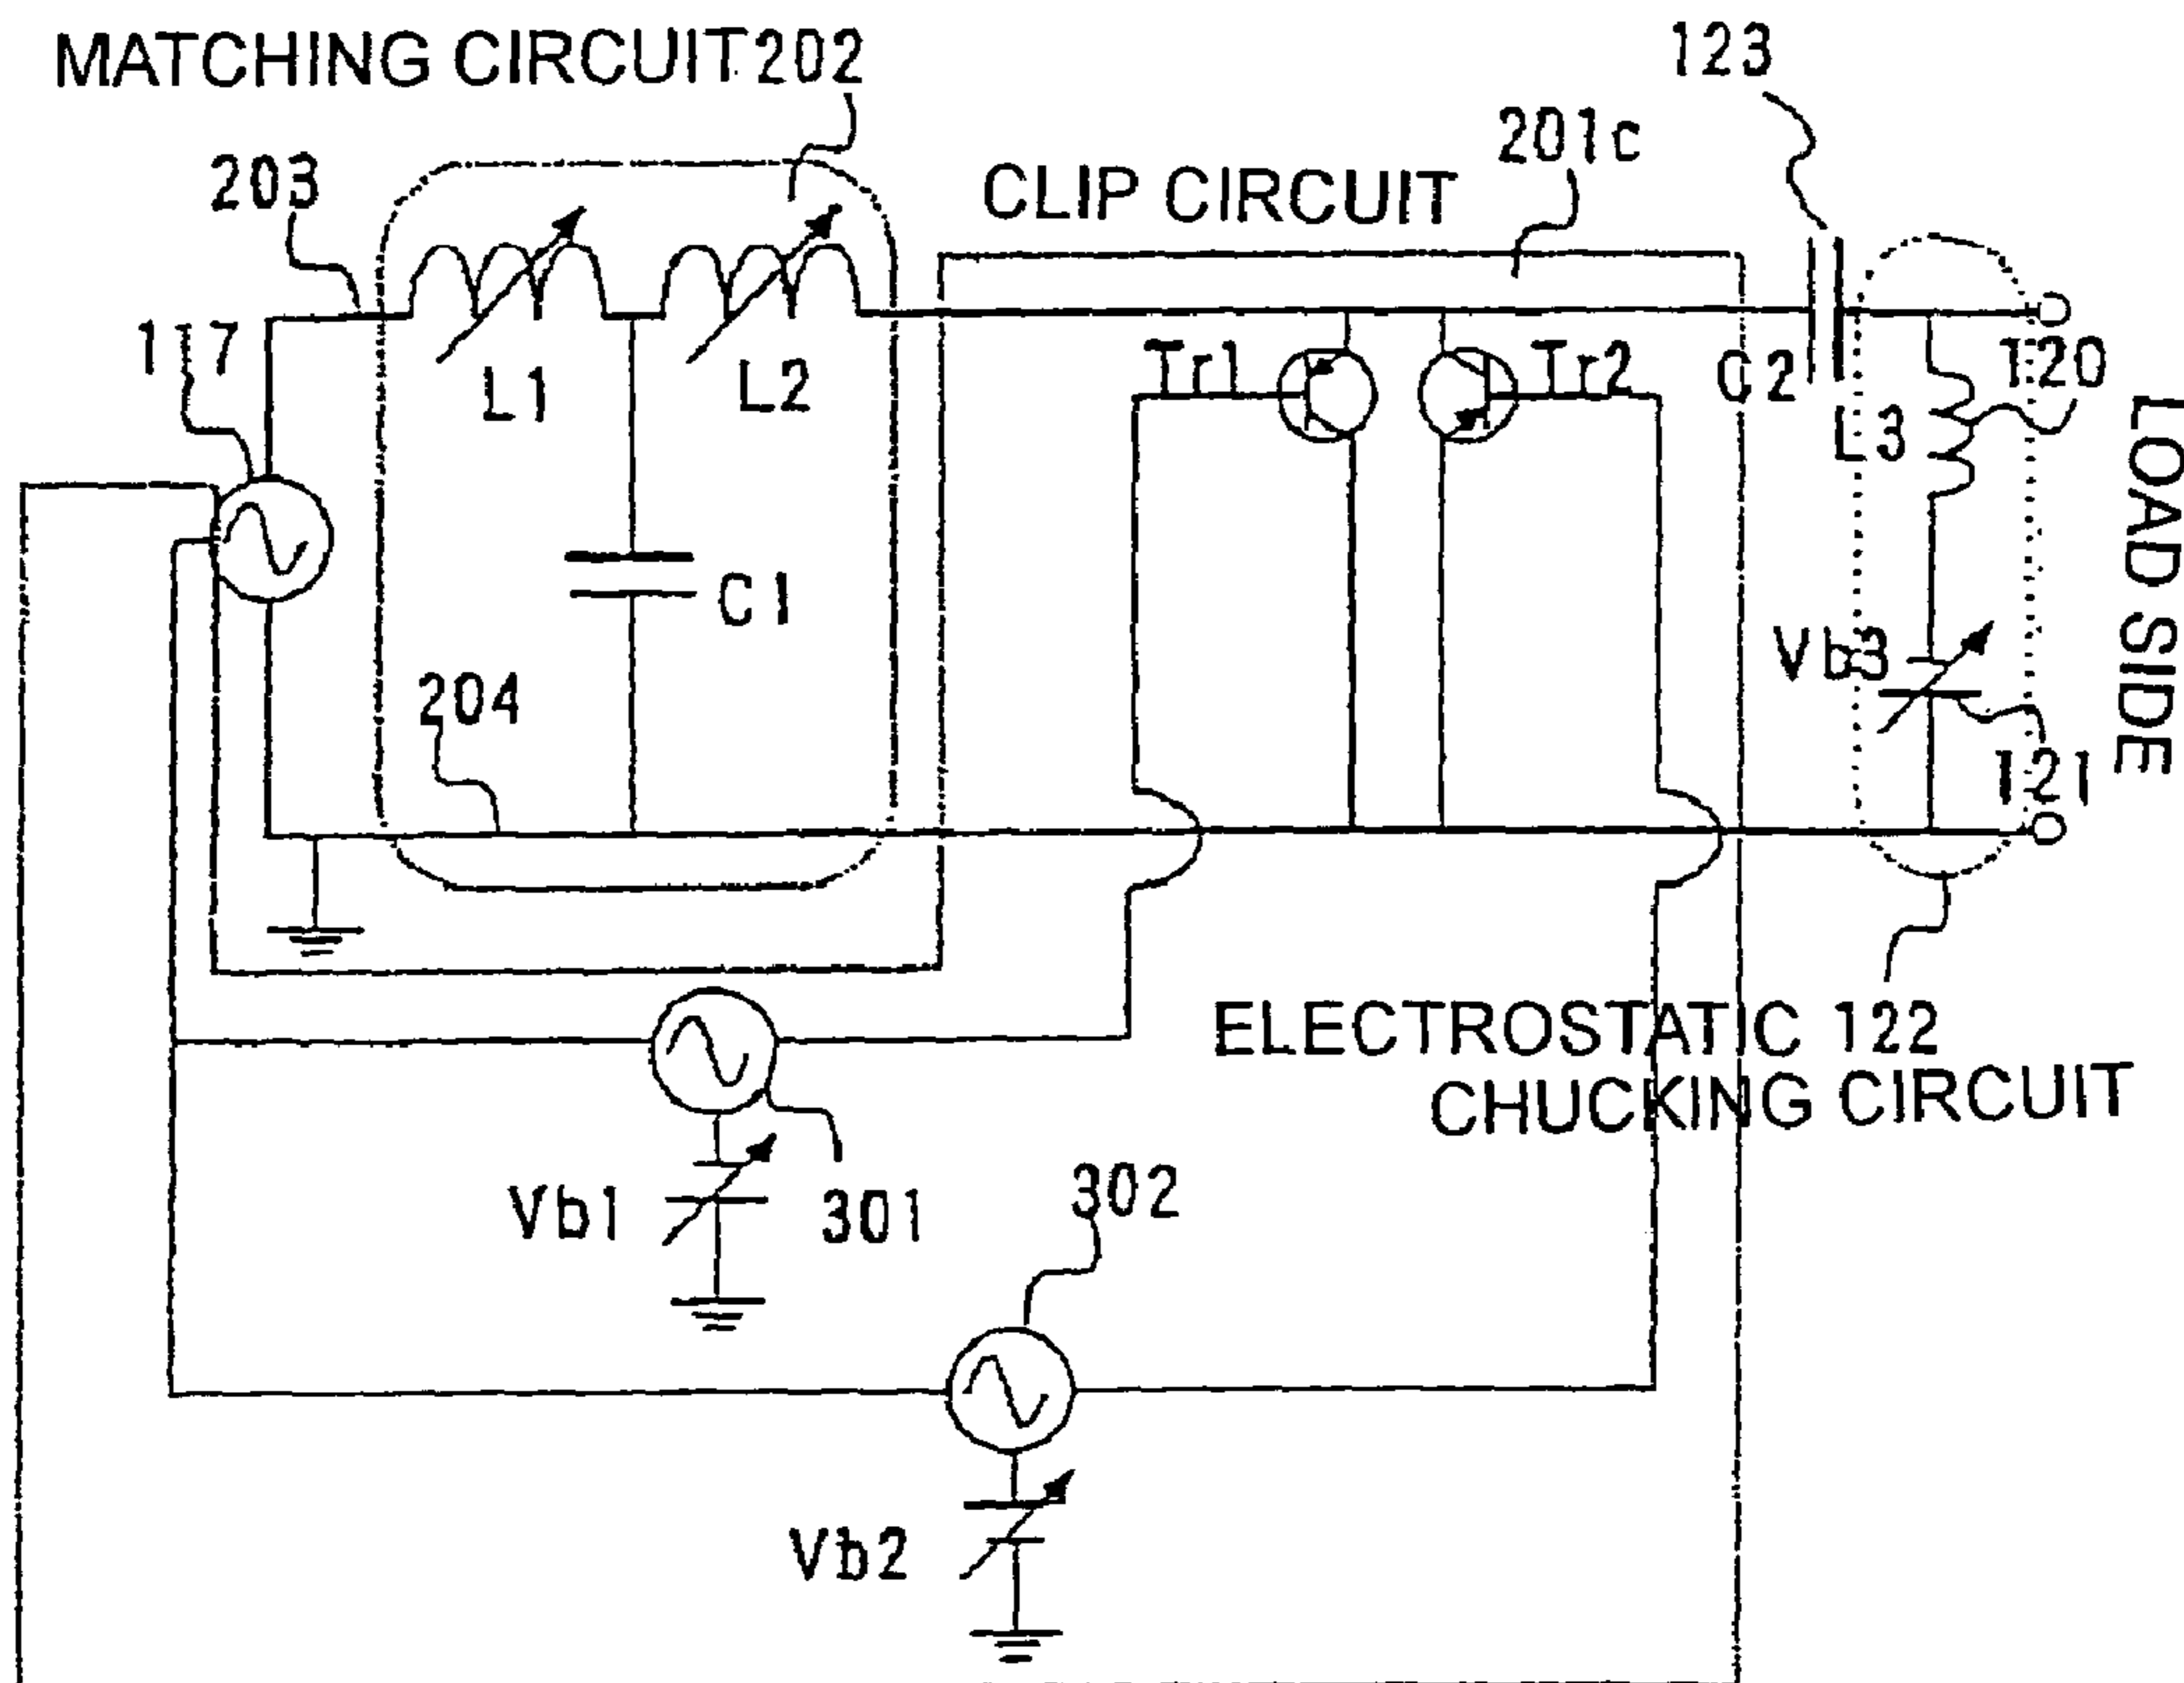 MATCHING CIRCUIT 202
123
201c
203
CLIP CIRCUIT
117
Tr1
Tr2
C2
120
L1
L2
L3
LOAD SIDE
C1
Vb3
204
121
ELECTROSTATIC 122
CHUCKING CIRCUIT
Vb1
301
302
Vb2